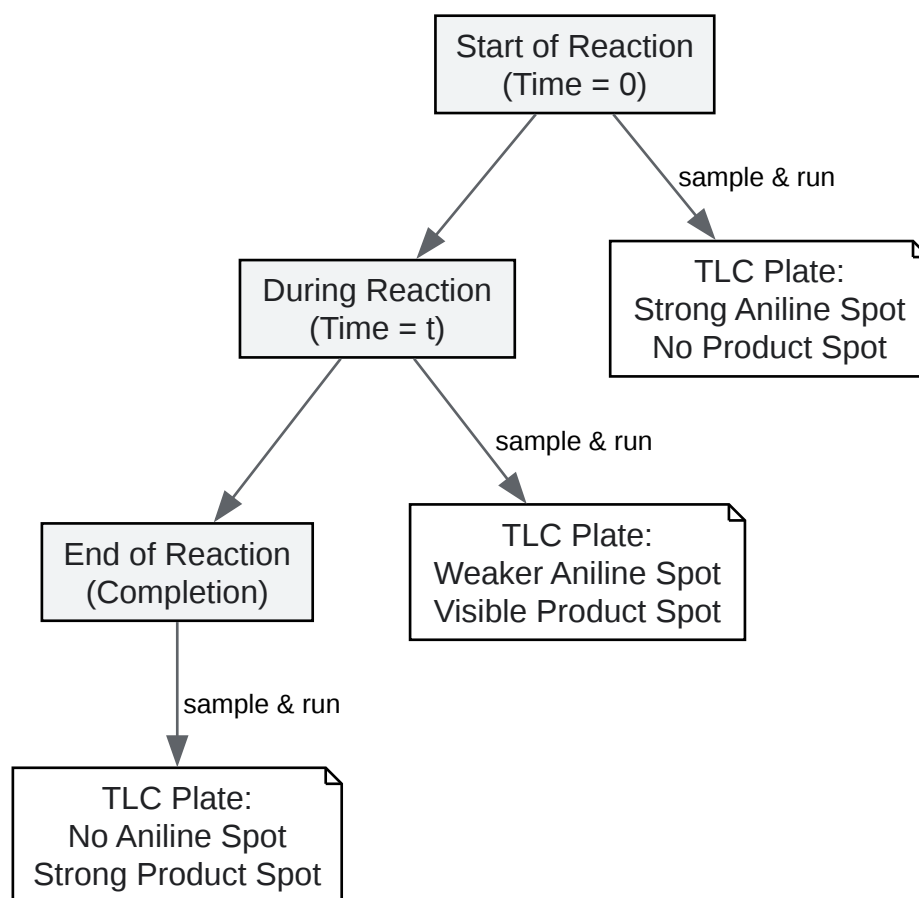 Start of Reaction
(Time = 0)
sample & run
TLC Plate:
Strong Aniline Spot
No Product Spot
During Reaction
(Time = t)
sample & run
TLC Plate:
Weaker Aniline Spot
Visible Product Spot
End of Reaction
(Completion)
sample & run
TLC Plate:
No Aniline Spot
Strong Product Spot